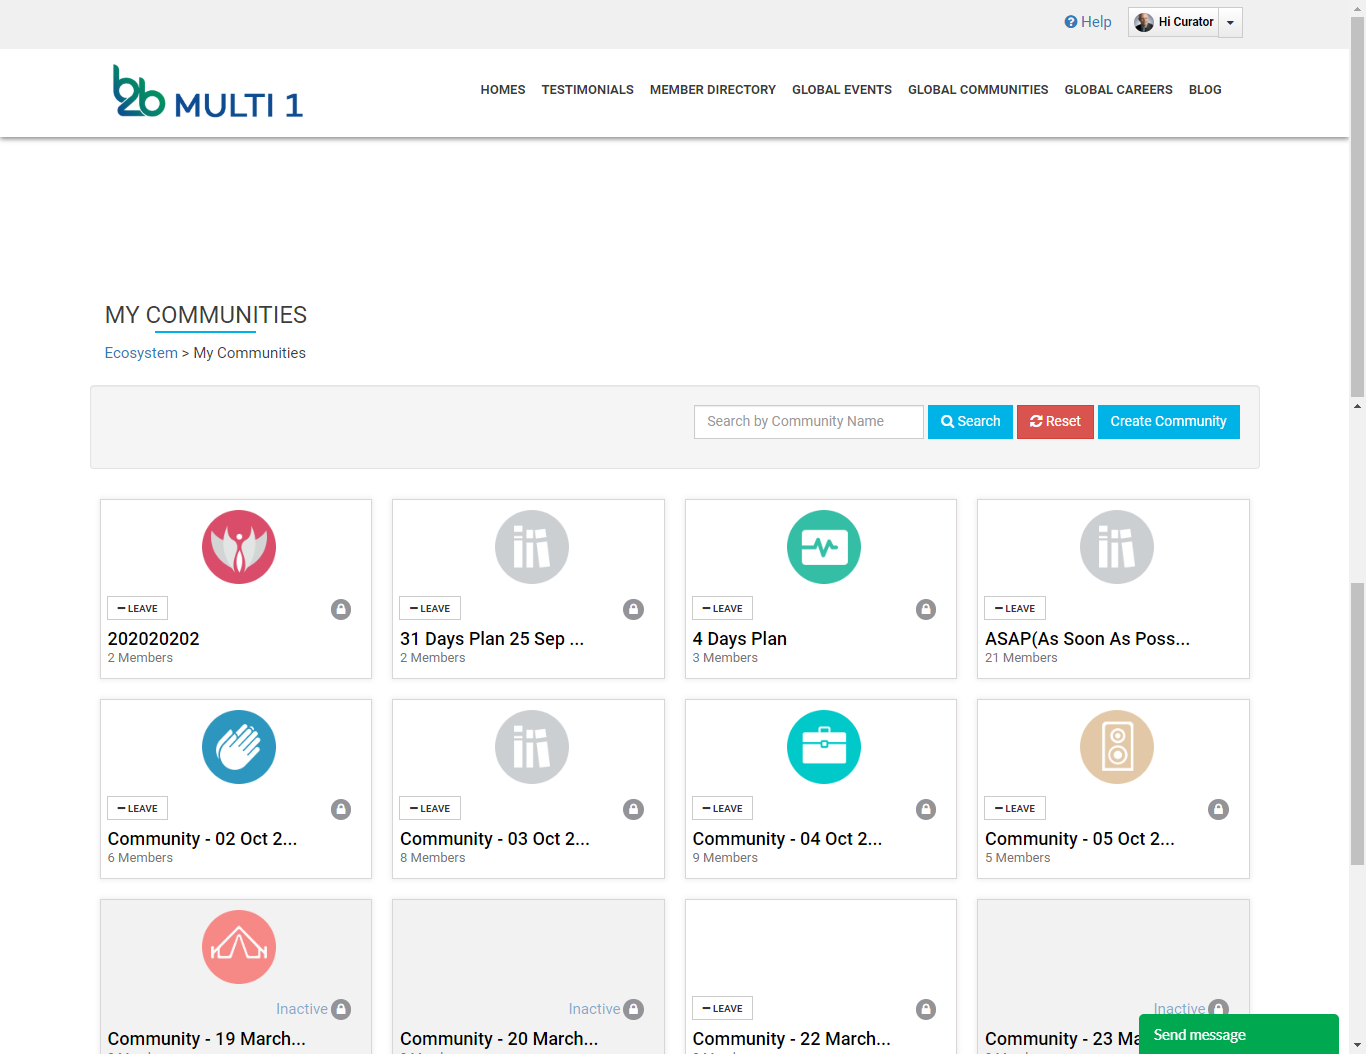 Help
Hi Curator
b2b MULTI 1
HOMES TESTIMONIALS MEMBER DIRECTORY GLOBAL EVENTS GLOBAL COMMUNITIES GLOBAL CAREERS BLOG
MY COMMUNITIES
Ecosystem > My Communities
Search by Community Name Search Reset Create Community
LEAVE
202020202
2 Members
LEAVE
31 Days Plan 25 Sep ...
2 Members
LEAVE
4 Days Plan
3 Members
LEAVE
ASAP(As Soon As Poss...
21 Members
LEAVE
Community - 02 Oct 2...
6 Members
LEAVE
Community - 03 Oct 2...
8 Members
LEAVE
Community - 04 Oct 2...
9 Members
LEAVE
Community - 05 Oct 2...
5 Members
Inactive
Community - 19 March...
Inactive
Community - 20 March...
LEAVE
Community - 22 March...
Inactive
Community - 23 Ma
Send message